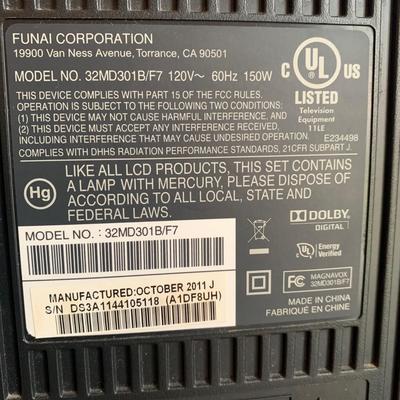 FUNAI CORPORATION
19900 Van Ness Avenue, Torrance, CA 90501
MODEL NO. 32MD301B/F7 120V~ 60Hz 150W
THIS DEVICE COMPLIES WITH PART 15 OF THE FCC RULES.
OPERATION IS SUBJECT TO THE FOLLOWING TWO CONDITIONS:
(1) THIS DEVICE MAY NOT CAUSE HARMFUL INTERFERENCE, AND
(2) THIS DEVICE MUST ACCEPT ANY INTERFERENCE RECEIVED,
INCLUDING INTERFERENCE THAT MAY CAUSE UNDESIRED OPERATION.
COMPLIES WITH DHHS RADIATION PERFORMANCE STANDARDS, 21CFR SUBPART J.
C UL US
®
LISTED
Television
Equipment
11LE
E234498
Hg
LIKE ALL LCD PRODUCTS, THIS SET CONTAINS
A LAMP WITH MERCURY, PLEASE DISPOSE OF
ACCORDING TO ALL LOCAL, STATE AND
FEDERAL LAWS.
DOLBY
DIGITAL
MODEL NO. : 32MD301B/F7
UL Energy
Verified
MANUFACTURED:OCTOBER 2011 J
S/N DS3A1144105118 (A1DF8UH)
FC MAGNAVOX
32MD301B/F7
MADE IN CHINA
FABRIQUÉ EN CHINE